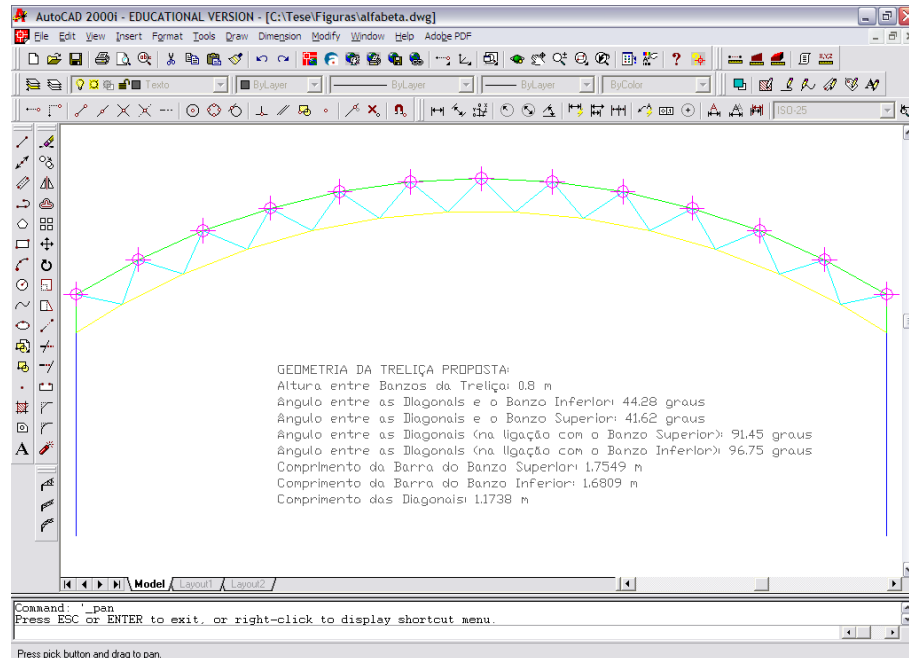 AutoCAD 2000i - EDUCATIONAL VERSION - [C:\Tese\Figuras\alfabeta.dwg]
File Edit View Insert Format Tools Draw Dimension Modify Window Help Adobe PDF
Texto ByLayer ByLayer ByLayer ByColor
ISO-25
GEOMETRIA DA TRELIÇA PROPOSTA:
Altura entre Banzos da Treliça: 0.8 m
Ângulo entre as Diagonais e o Banzo Inferior: 44.28 graus
Ângulo entre as Diagonais e o Banzo Superior: 41.62 graus
Ângulo entre as Diagonais (na ligação com o Banzo Superior): 91.45 graus
Ângulo entre as Diagonais (na ligação com o Banzo Inferior): 96.75 graus
Comprimento da Barra do Banzo Superior: 1.7549 m
Comprimento da Barra do Banzo Inferior: 1.6809 m
Comprimento das Diagonais: 1.1738 m
Model Layout1 Layout2
Command: '_pan
Press ESC or ENTER to exit, or right-click to display shortcut menu.
Press pick button and drag to pan.